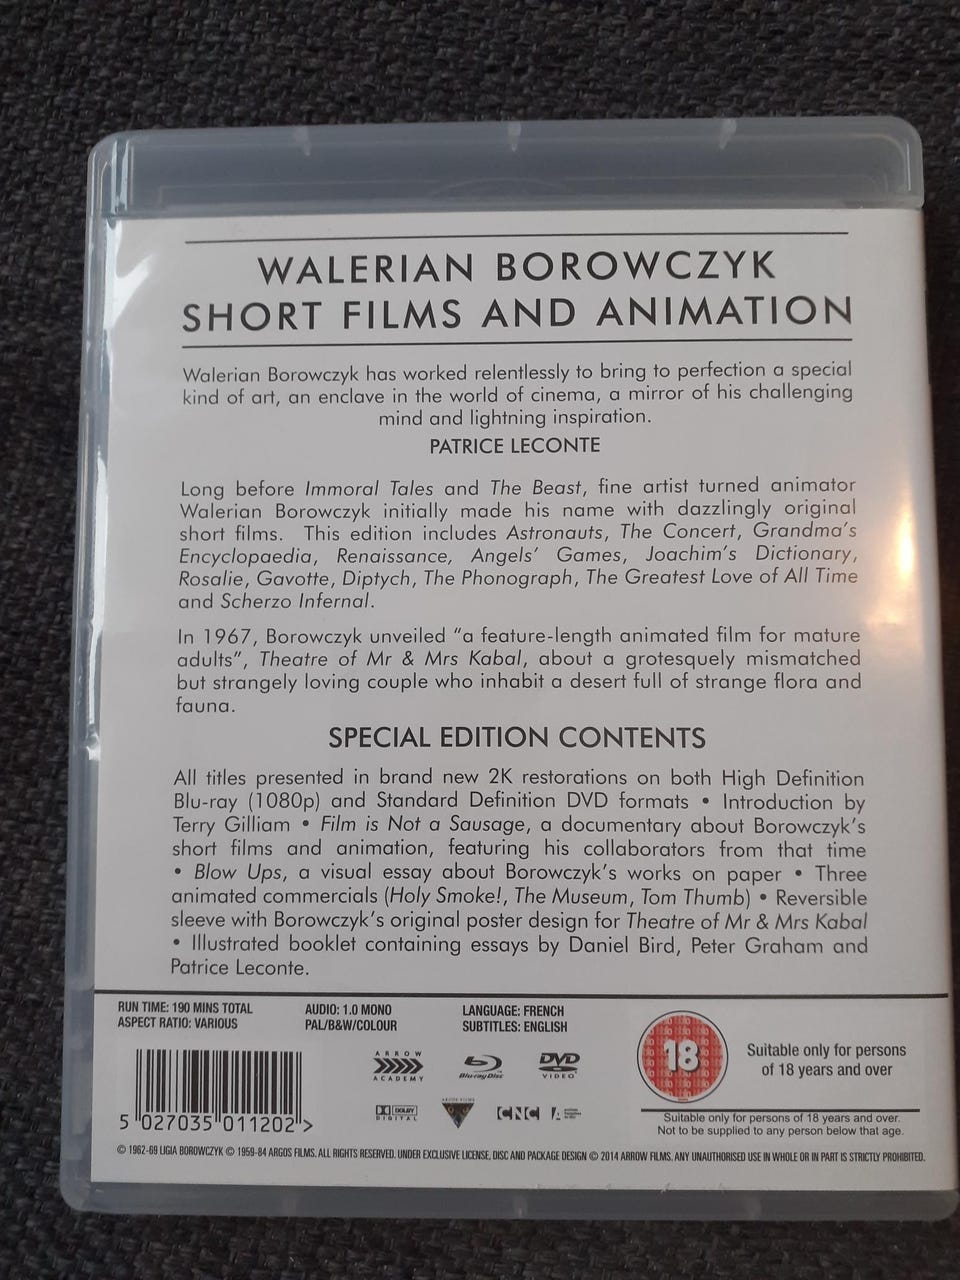 WALERIAN BOROWCZYK
SHORT FILMS AND ANIMATION
Walerian Borowczyk has worked relentlessly to bring to perfection a special
kind of art, an enclave in the world of cinema, a mirror of his challenging
mind and lightning inspiration.
PATRICE LECONTE
Long before Immoral Tales and The Beast, fine artist turned animator
Walerian Borowczyk initially made his name with dazzlingly original
short films. This edition includes Astronauts, The Concert, Grandma's
Encyclopaedia, Renaissance, Angels' Games, Joachim's Dictionary,
Rosalie, Gavotte, Diptych, The Phonograph, The Greatest Love of All Time
and Scherzo Infernal.
In 1967, Borowczyk unveiled "a feature-length animated film for mature
adults", Theatre of Mr & Mrs Kabal, about a grotesquely mismatched
but strangely loving couple who inhabit a desert full of strange flora and
fauna.
SPECIAL EDITION CONTENTS
All titles presented in brand new 2K restorations on both High Definition
Blu-ray (1080p) and Standard Definition DVD formats • Introduction by
Terry Gilliam • Film is Not a Sausage, a documentary about Borowczyk's
short films and animation, featuring his collaborators from that time
• Blow Ups, a visual essay about Borowczyk's works on paper • Three
animated commercials (Holy Smoke!, The Museum, Tom Thumb) • Reversible
sleeve with Borowczyk's original poster design for Theatre of Mr & Mrs Kabal
• Illustrated booklet containing essays by Daniel Bird, Peter Graham and
Patrice Leconte.
RUN TIME: 190 MINS TOTAL
ASPECT RATIO: VARIOUS
AUDIO: 1.0 MONO
PAL/B&W/COLOUR
LANGUAGE: FRENCH
SUBTITLES: ENGLISH
18
Suitable only for persons
of 18 years and over
Suitable only for persons of 18 years and over.
Not to be supplied to any person below that age.
ARROW
ACADEMY
Blu-ray Disc
DVD
VIDEO
DOLBY
DIGITAL
ARGOS FILMS
CNC
5 027035 011202 >
© 1962-69 LIGIA BOROWCZYK © 1959-84 ARGOS FILMS. ALL RIGHTS RESERVED. UNDER EXCLUSIVE LICENSE, DISC AND PACKAGE DESIGN © 2014 ARROW FILMS. ANY UNAUTHORISED USE IN WHOLE OR IN PART IS STRICTLY PROHIBITED.